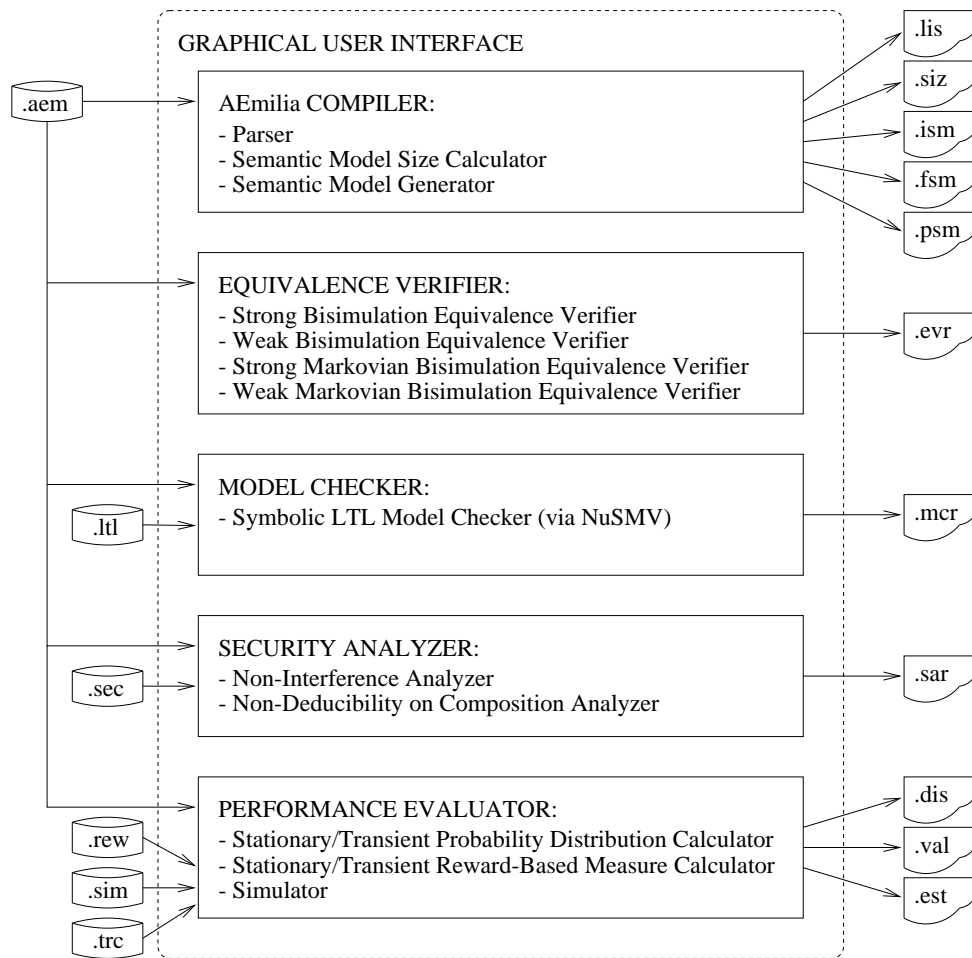 GRAPHICAL USER INTERFACE
.aem
AEmilia COMPILER:
- Parser
- Semantic Model Size Calculator
- Semantic Model Generator
.lis
.siz
.ism
.fsm
.psm
EQUIVALENCE VERIFIER:
- Strong Bisimulation Equivalence Verifier
- Weak Bisimulation Equivalence Verifier
- Strong Markovian Bisimulation Equivalence Verifier
- Weak Markovian Bisimulation Equivalence Verifier
.evr
MODEL CHECKER:
.ltl
- Symbolic LTL Model Checker (via NuSMV)
.mcr
SECURITY ANALYZER:
.sec
- Non-Interference Analyzer
- Non-Deducibility on Composition Analyzer
.sar
PERFORMANCE EVALUATOR:
.rew
.sim
.trc
- Stationary/Transient Probability Distribution Calculator
- Stationary/Transient Reward-Based Measure Calculator
- Simulator
.dis
.val
.est